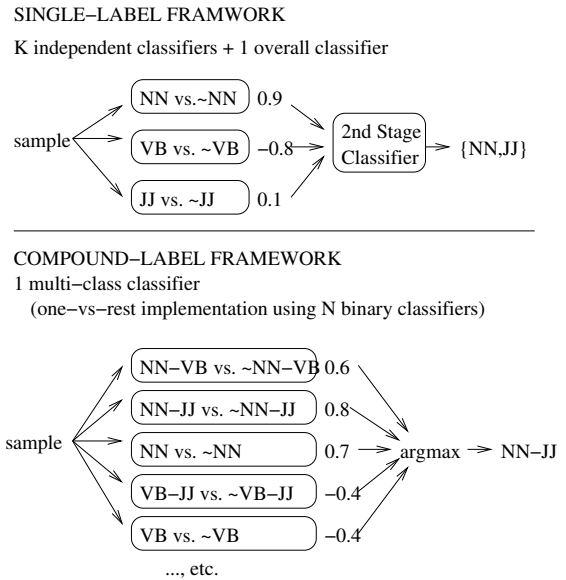 SINGLE−LABEL FRAMWORK
K independent classifiers + 1 overall classifier
NN vs.~NN 0.9
sample VB vs. ~VB −0.8 2nd Stage Classifier {NN,JJ}
JJ vs. ~JJ 0.1
COMPOUND−LABEL FRAMEWORK
1 multi−class classifier
(one−vs−rest implementation using N binary classifiers)
NN−VB vs. ~NN−VB 0.6
NN−JJ vs. ~NN−JJ 0.8
sample NN vs. ~NN 0.7 argmax NN−JJ
VB−JJ vs. ~VB−JJ −0.4
VB vs. ~VB −0.4
..., etc.